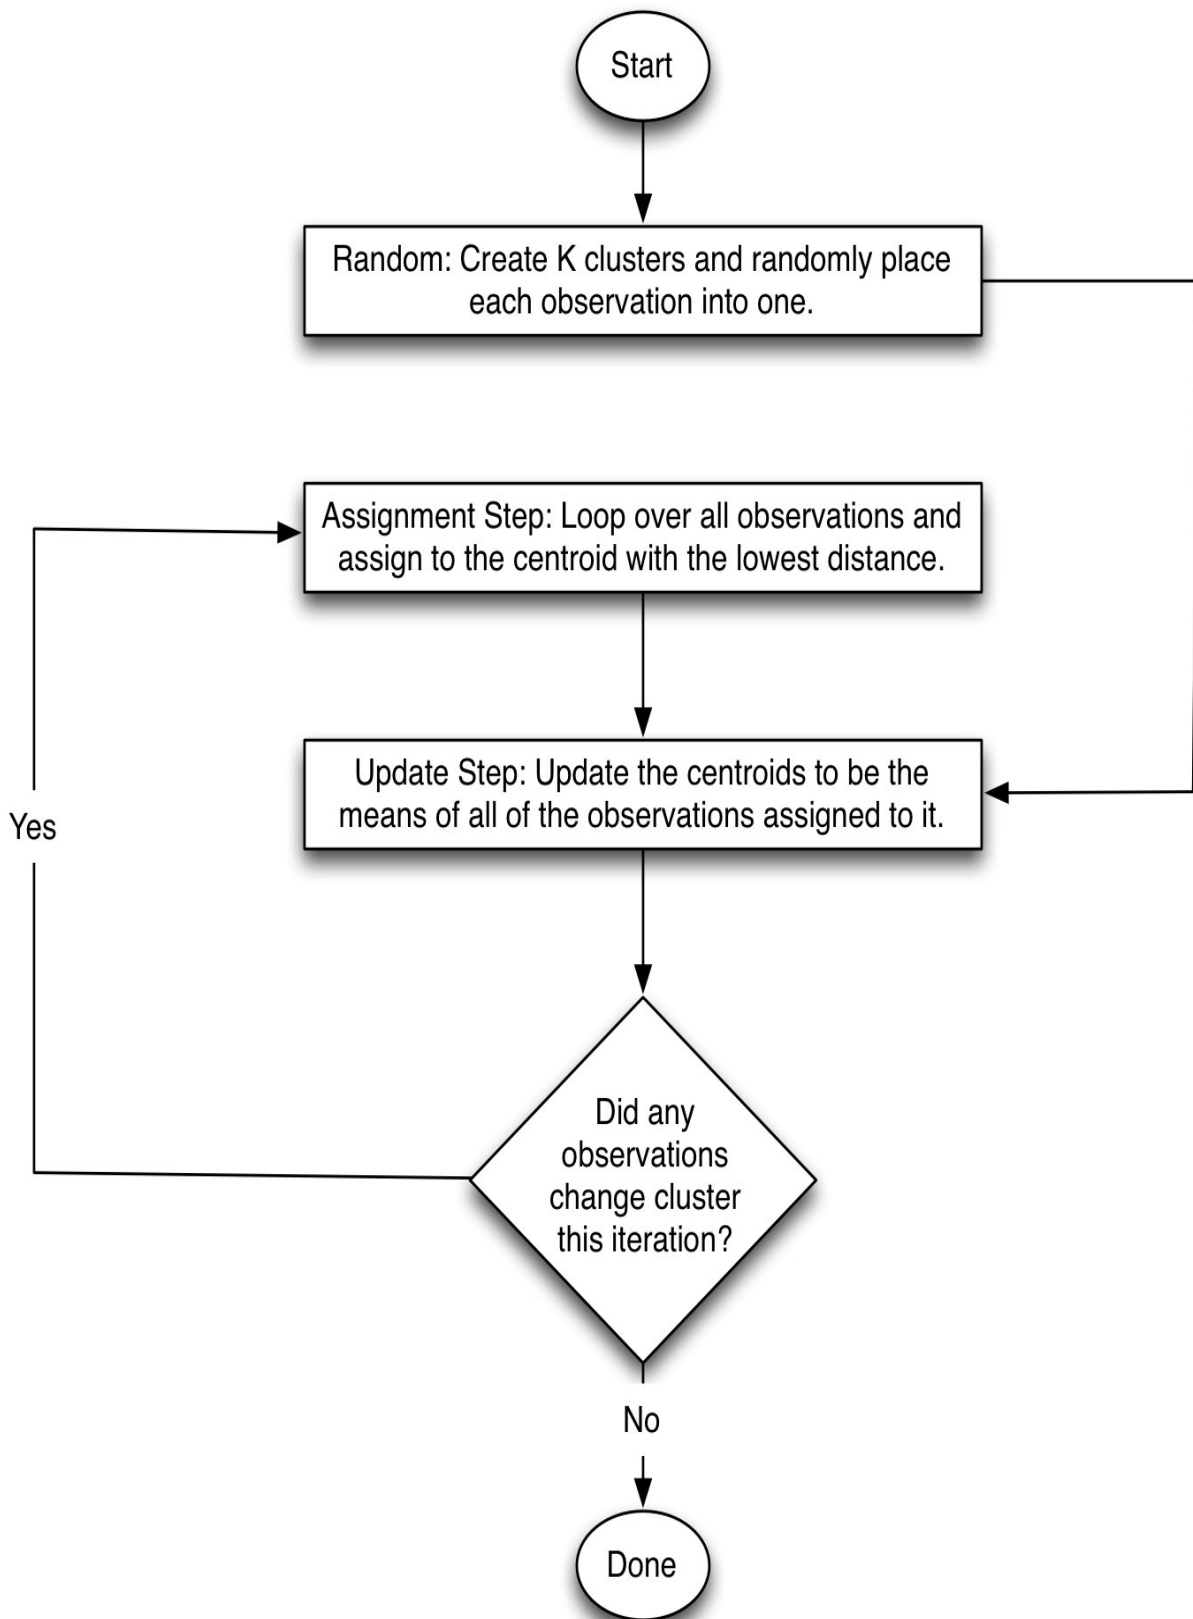 Start
Random: Create K clusters and randomly place
each observation into one.
Assignment Step: Loop over all observations and
assign to the centroid with the lowest distance.
Update Step: Update the centroids to be the
means of all of the observations assigned to it.
Yes
Did any
observations
change cluster
this iteration?
No
Done